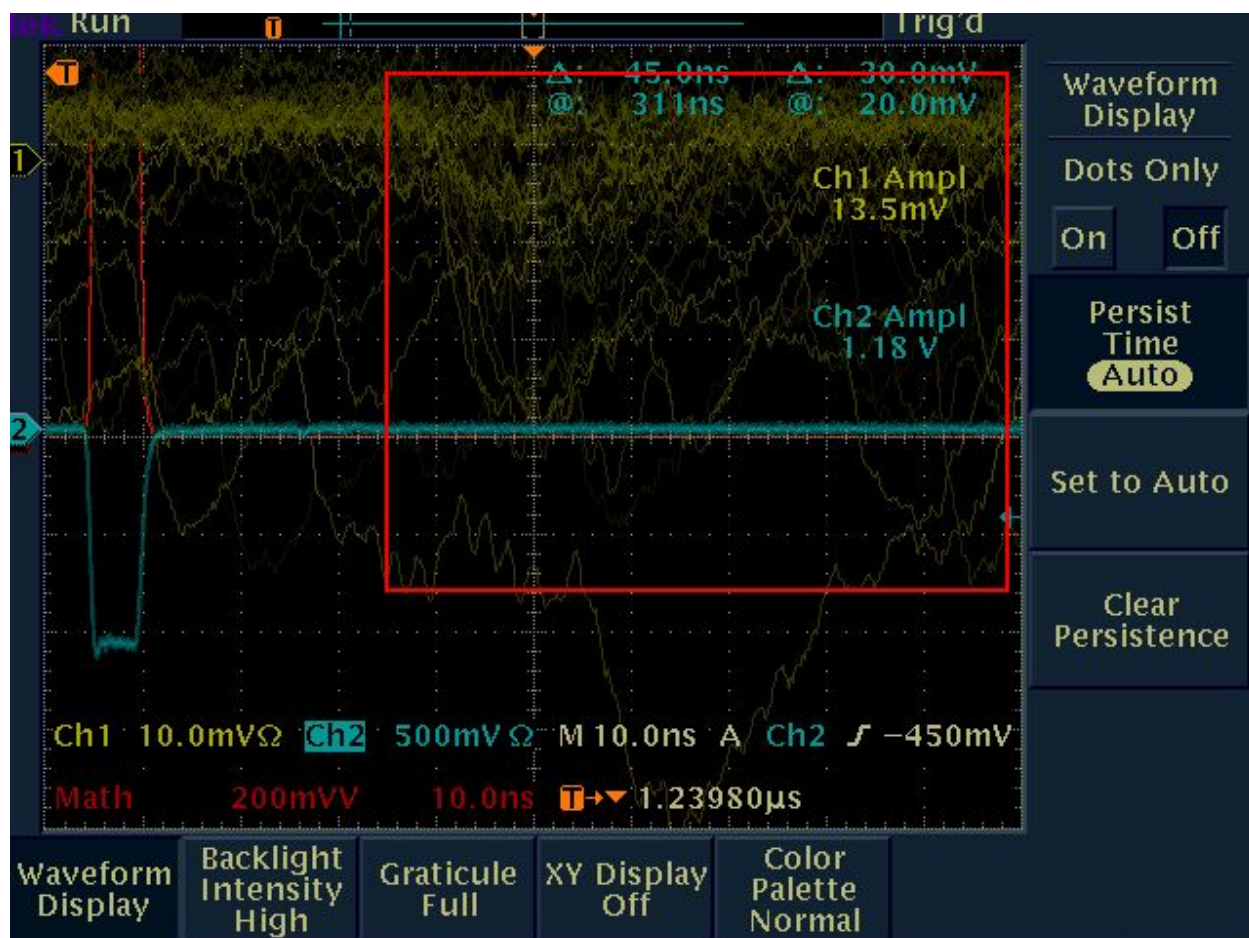 Tek Run Trig'd
T
T
Δ: 45.0ns Δ: 30.0mV
@: 311ns @: 20.0mV
1
Ch1 Ampl
13.5mV
Ch2 Ampl
1.18 V
2
Ch1 10.0mVΩ Ch2 500mVΩ M 10.0ns A Ch2 ƒ −450mV
Math 200mVV 10.0ns T→▼ 1.23980µs
Waveform
Display
Dots Only
On Off
Persist
Time
Auto
Set to Auto
Clear
Persistence
Waveform
Display
Backlight
Intensity
High
Graticule
Full
XY Display
Off
Color
Palette
Normal